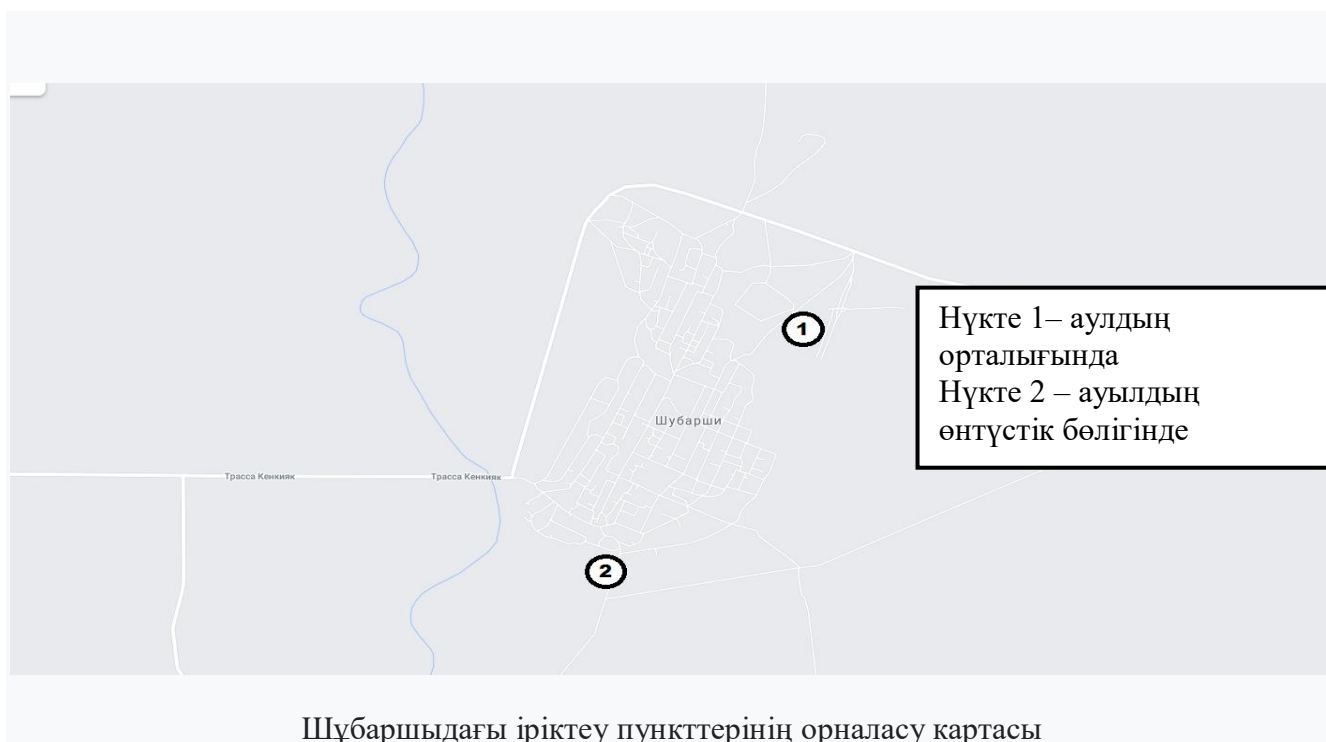 1
Нүкте 1– аулдың
орталығында
Нүкте 2 – ауылдың
өнтүстік бөлігінде
Шубарши
Трасса Кенкияк
Трасса Кенкияк
2
Шұбаршыдағы іріктеу пункттерінің орналасу картасы